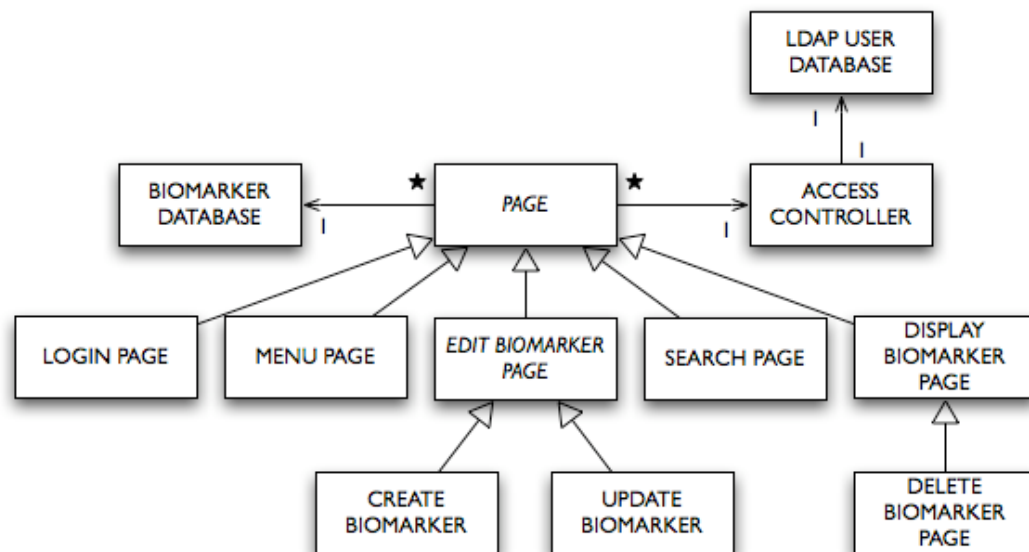 LDAP USER
DATABASE
1
1
BIOMARKER
DATABASE
★
PAGE
★
ACCESS
CONTROLLER
1
1
LOGIN PAGE
MENU PAGE
EDIT BIOMARKER
PAGE
SEARCH PAGE
DISPLAY
BIOMARKER
PAGE
CREATE
BIOMARKER
UPDATE
BIOMARKER
DELETE
BIOMARKER
PAGE